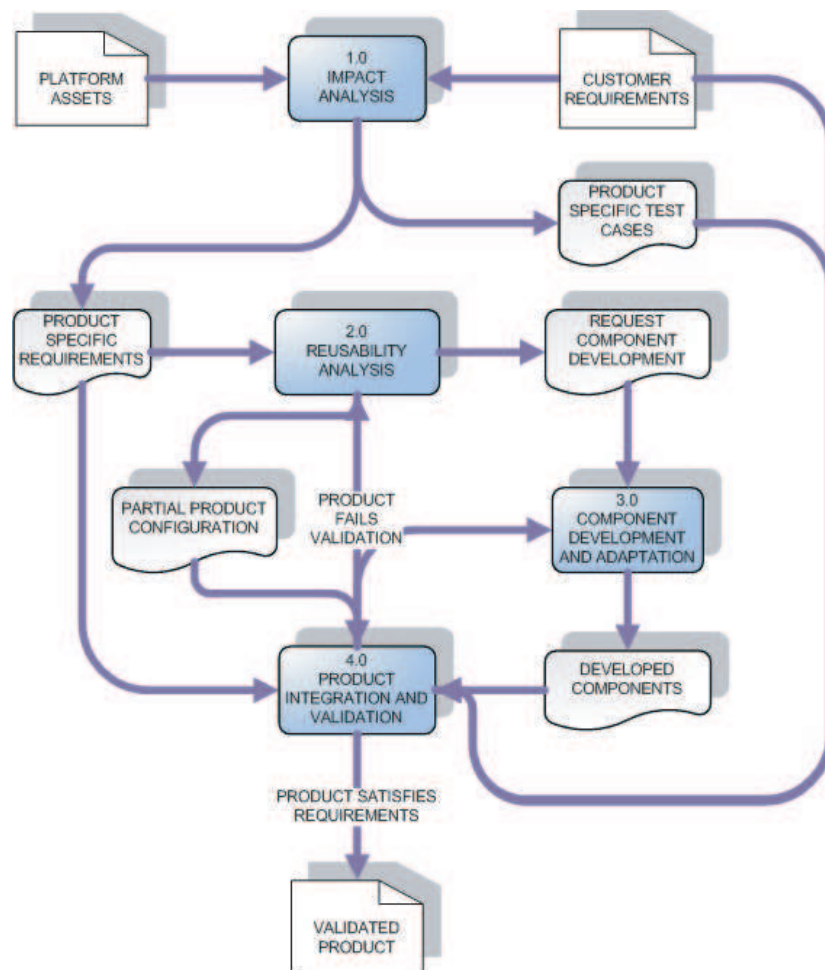 PLATFORM
ASSETS
1.0
IMPACT
ANALYSIS
CUSTOMER
REQUIREMENTS
PRODUCT
SPECIFIC TEST
CASES
PRODUCT
SPECIFIC
REQUIREMENTS
2.0
REUSABILITY
ANALYSIS
REQUEST
COMPONENT
DEVELOPMENT
PARTIAL PRODUCT
CONFIGURATION
PRODUCT
FAILS
VALIDATION
3.0
COMPONENT
DEVELOPMENT
AND ADAPTATION
4.0
PRODUCT
INTEGRATION AND
VALIDATION
DEVELOPED
COMPONENTS
PRODUCT SATISFIES
REQUIREMENTS
VALIDATED
PRODUCT